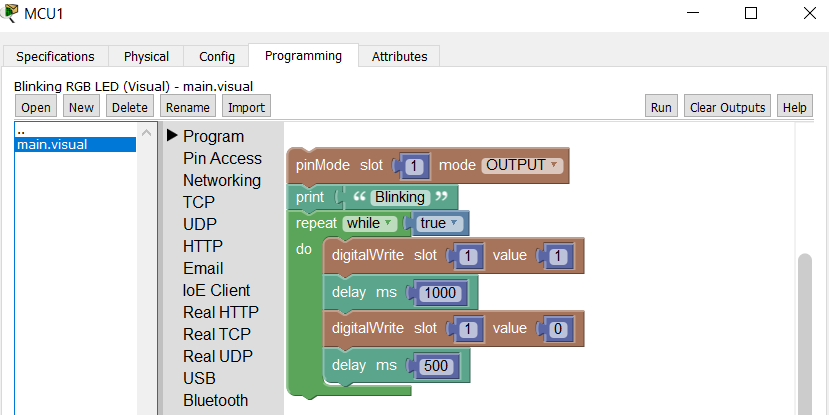 MCU1
Specifications Physical Config Programming Attributes
Blinking RGB LED (Visual) - main.visual
Open New Delete Rename Import Run Clear Outputs Help
..
main.visual
Program
Pin Access
Networking
TCP
UDP
HTTP
Email
IoE Client
Real HTTP
Real TCP
Real UDP
USB
Bluetooth
pinMode slot 1 mode OUTPUT
print “ Blinking ”
repeat while true
do
digitalWrite slot 1 value 1
delay ms 1000
digitalWrite slot 1 value 0
delay ms 500